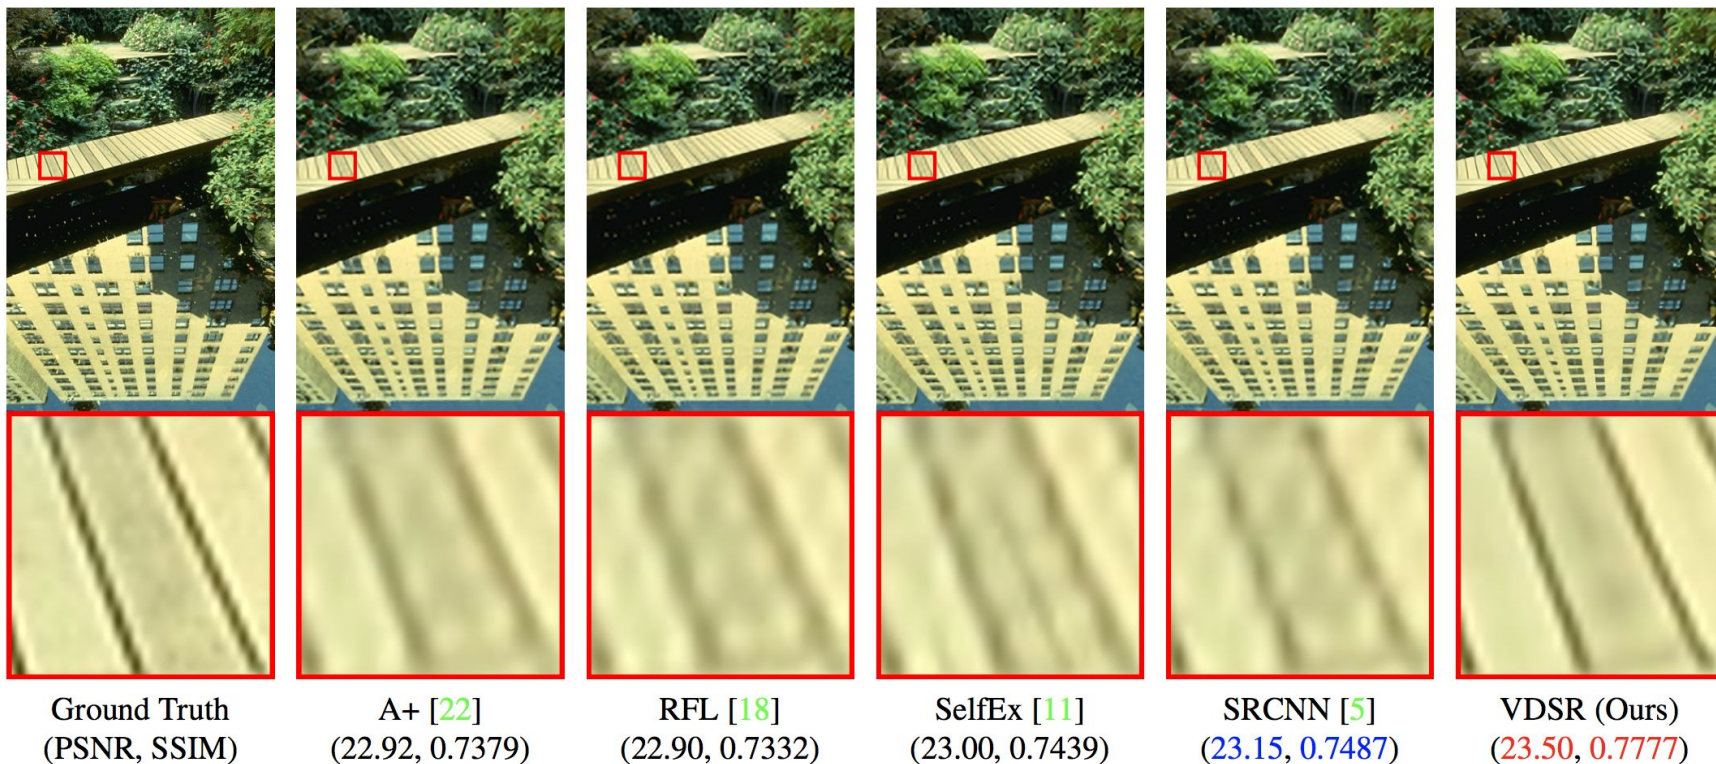 Ground Truth
(PSNR, SSIM)
A+ [22]
(22.92, 0.7379)
RFL [18]
(22.90, 0.7332)
SelfEx [11]
(23.00, 0.7439)
SRCNN [5]
(23.15, 0.7487)
VDSR (Ours)
(23.50, 0.7777)